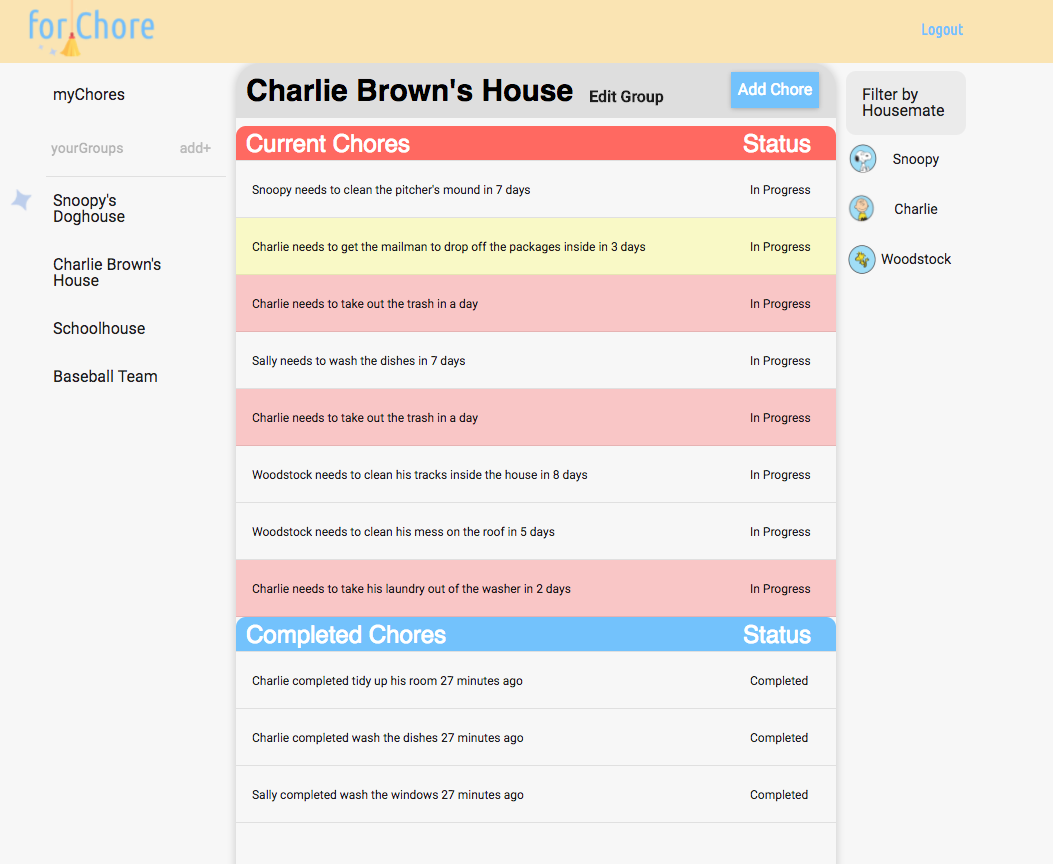 for Chore
Logout
myChores
yourGroups add+
Snoopy's
Doghouse
Charlie Brown's
House
Schoolhouse
Baseball Team
Charlie Brown's House Edit Group Add Chore
Current Chores Status
Snoopy needs to clean the pitcher's mound in 7 days In Progress
Charlie needs to get the mailman to drop off the packages inside in 3 days In Progress
Charlie needs to take out the trash in a day In Progress
Sally needs to wash the dishes in 7 days In Progress
Charlie needs to take out the trash in a day In Progress
Woodstock needs to clean his tracks inside the house in 8 days In Progress
Woodstock needs to clean his mess on the roof in 5 days In Progress
Charlie needs to take his laundry out of the washer in 2 days In Progress
Completed Chores Status
Charlie completed tidy up his room 27 minutes ago Completed
Charlie completed wash the dishes 27 minutes ago Completed
Sally completed wash the windows 27 minutes ago Completed
Filter by
Housemate
Snoopy
Charlie
Woodstock